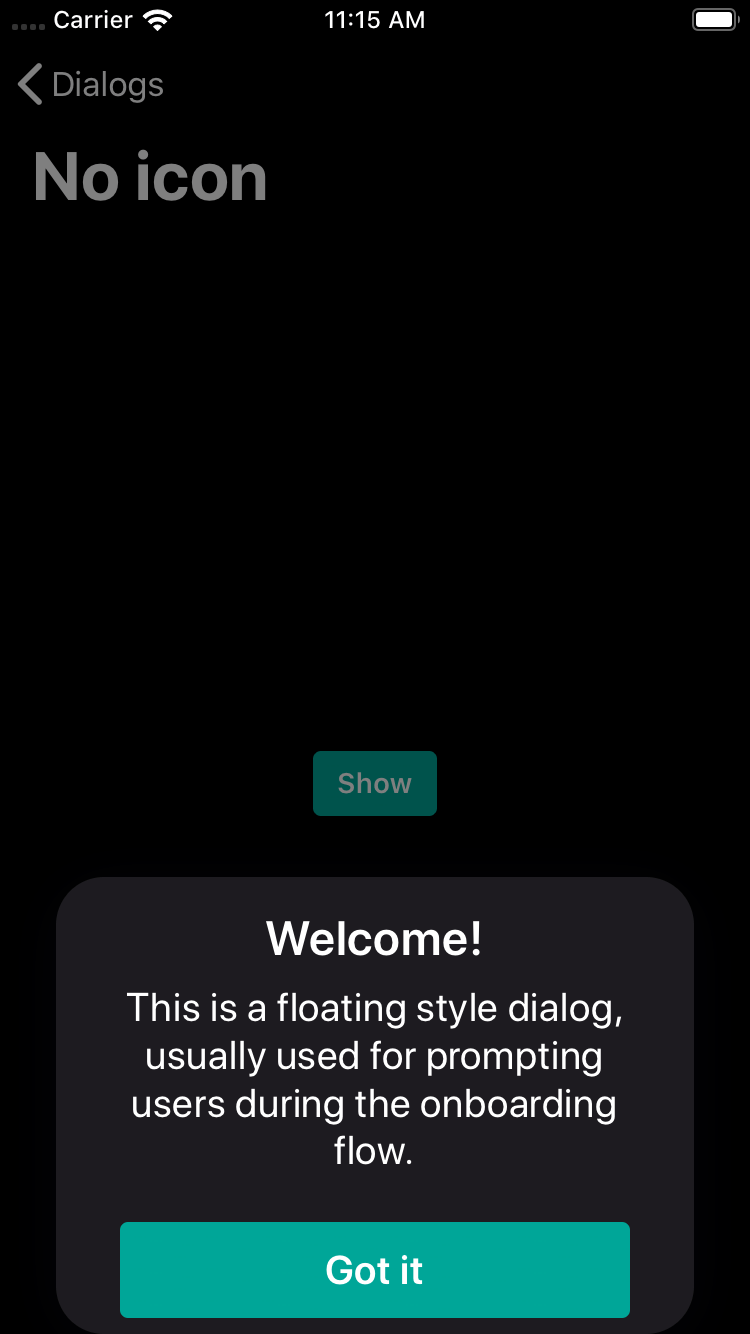 Carrier 11:15 AM
Dialogs
No icon
Show
Welcome!
This is a floating style dialog,
usually used for prompting
users during the onboarding
flow.
Got it